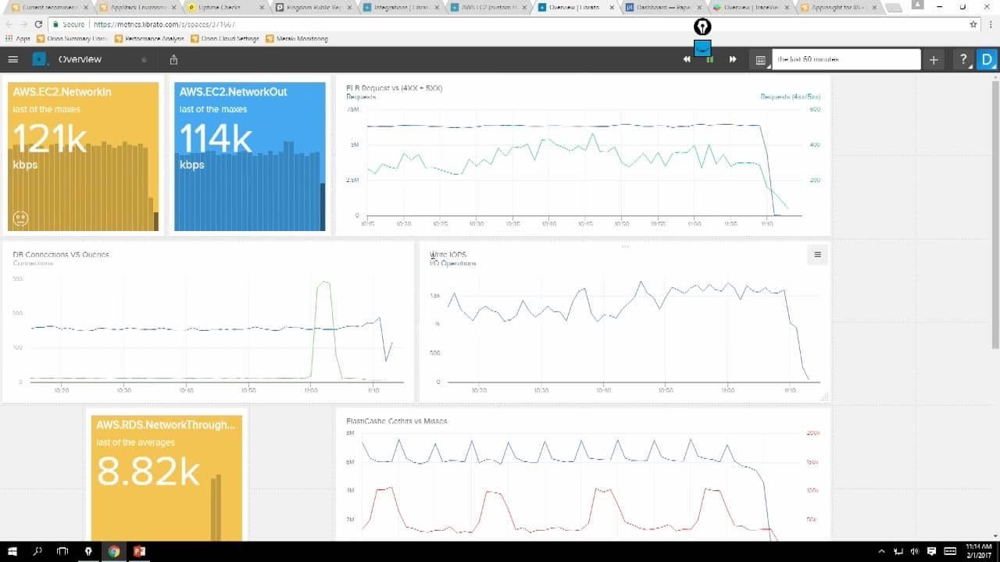 Current recommen
AppStack Environm
Uptime Checks
Pingdom Public Rep
Integrations | Librato
AWS EC2 (custom
Overview | Librato
Dashboard — Paper
Overview | TraceView
AppInsight for IIS -
Secure https://metrics.librato.com/s/spaces/371667
Apps Orion Summary Home Performance Analysis Orion Cloud Settings Meraki Monitoring
Overview
the last 60 minutes
+ ? D
AWS.EC2.NetworkIn
last of the maxes
121k
kbps
AWS.EC2.NetworkOut
last of the maxes
114k
kbps
ELB Request vs (4XX + 5XX)
Requests
Requests (4xx/5xx)
7.5M 600
5M 400
2.5M 200
0
10:15 10:20 10:25 10:30 10:35 10:40 10:45 10:50 10:55 11:00 11:05 11:10
DB Connections VS Queries
Connections
300
200
100
0
10:20 10:30 10:40 10:50 11:00 11:10
Write IOPS
I/O Operations
1.5k
1k
500
0
10:20 10:30 10:40 10:50 11:00 11:10
AWS.RDS.NetworkThrough...
last of the averages
8.82k
ElastiCashe Gethits vs Misses
8M 200k
6M 150k
4M 100k
2M 50k
11:14 AM
2/1/2017